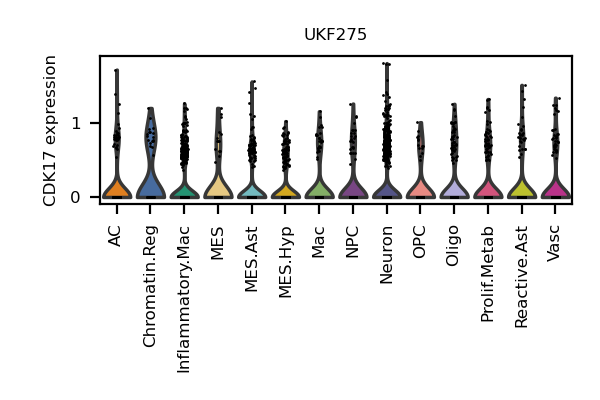 UKF275
CDK17 expression
1
0
AC
Chromatin.Reg
Inflammatory.Mac
MES
MES.Ast
MES.Hyp
Mac
NPC
Neuron
OPC
Oligo
Prolif.Metab
Reactive.Ast
Vasc